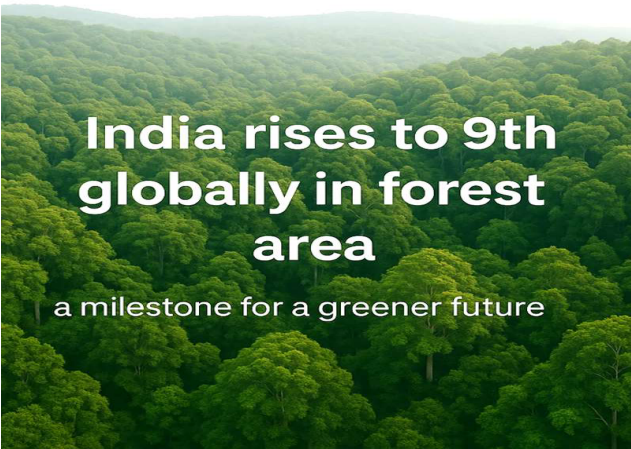 India rises to 9th
globally in forest
area
a milestone for a greener future